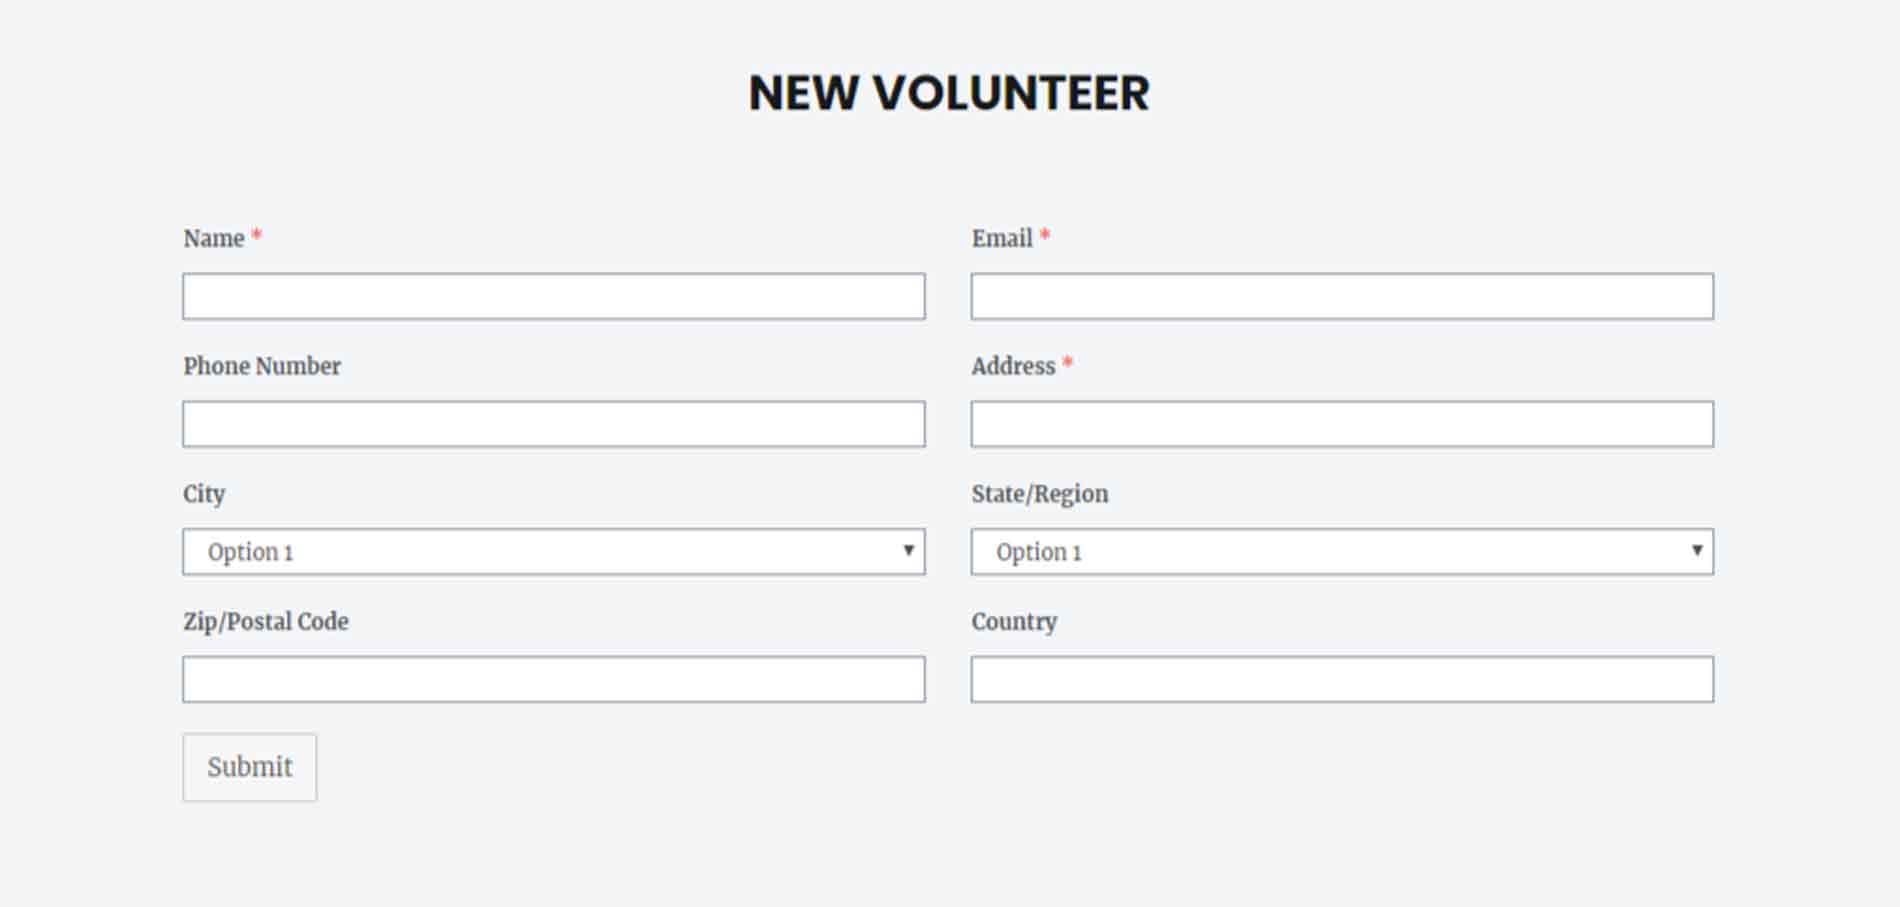 NEW VOLUNTEER
Name *
Email *
Phone Number
Address *
City
State/Region
Option 1
Option 1
Zip/Postal Code
Country
Submit